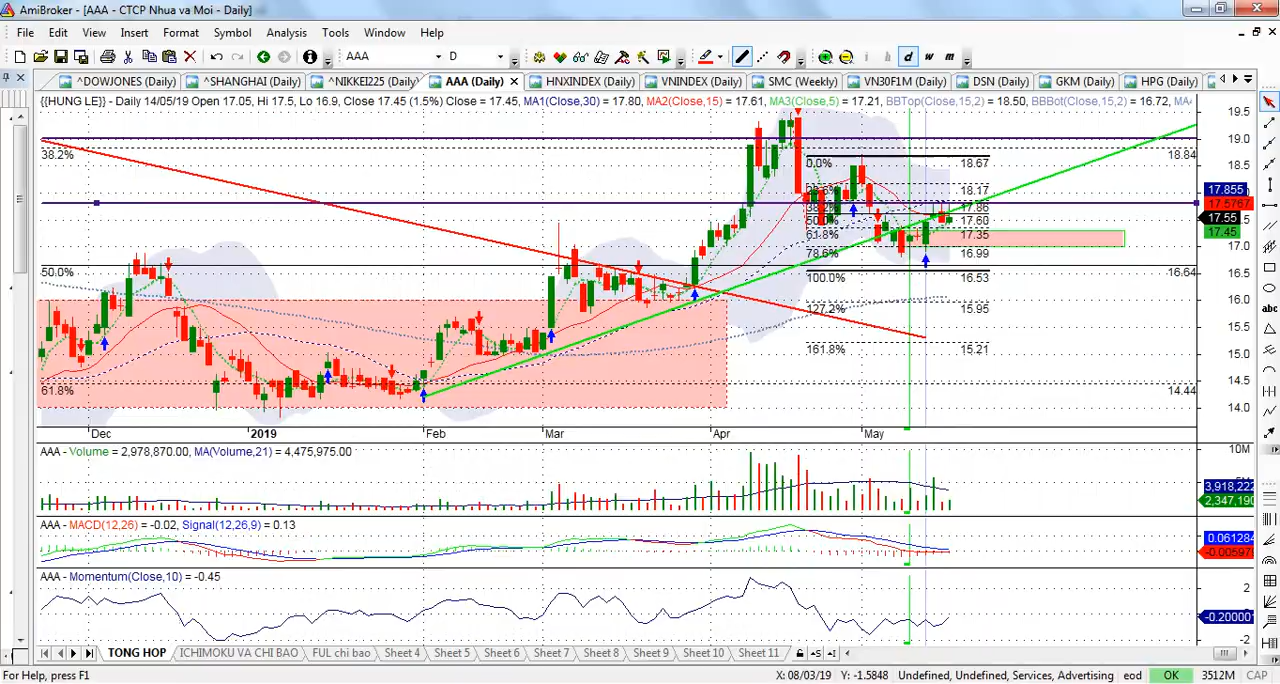 AmiBroker - [AAA - CTCP Nhua va Moi - Daily]
File Edit View Insert Format Symbol Analysis Tools Window Help
AAA D i h d w m
^DOWJONES (Daily) ^SHANGHAI (Daily) ^NIKKEI225 (Daily) AAA (Daily) HNXINDEX (Daily) VNINDEX (Daily) SMC (Weekly) VN30F1M (Daily) DSN (Daily) GKM (Daily) HPG (Daily)
{{HUNG LE}} - Daily 14/05/19 Open 17.05, Hi 17.5, Lo 16.9, Close 17.45 (1.5%) Close = 17.45, MA1(Close,30) = 17.80, MA2(Close,15) = 17.61, MA3(Close,5) = 17.21, BBTop(Close,15,2) = 18.50, BBBot(Close,15,2) = 16.72, MA4
19.5
19.0
38.2% 18.84
0.0% 18.67 18.5
18.17 17.855
38.2% 17.86 17.5767
50.0% 17.60 17.55
61.8% 17.35 17.45
78.6% 16.99 17.0
50.0% 16.64 16.5
100.0% 16.53
127.2% 15.95 16.0
15.5
161.8% 15.21 15.0
61.8% 14.44 14.5
14.0
Dec 2019 Feb Mar Apr May
AAA - Volume = 2,978,870.00, MA(Volume,21) = 4,475,975.00 10M
3,918,222
2,347,190
AAA - MACD(12,26) = -0.02, Signal(12,26,9) = 0.13
0.061284
AAA - Momentum(Close,10) = -0.45
2
0
-0.20000
-2
TONG HOP ICHIMOKU VA CHI BAO FUL chi bao Sheet 4 Sheet 5 Sheet 6 Sheet 7 Sheet 8 Sheet 9 Sheet 10 Sheet 11
For Help, press F1 X: 08/03/19 Y: -1.5848 Undefined, Undefined, Services, Advertising eod OK 3512M CAP